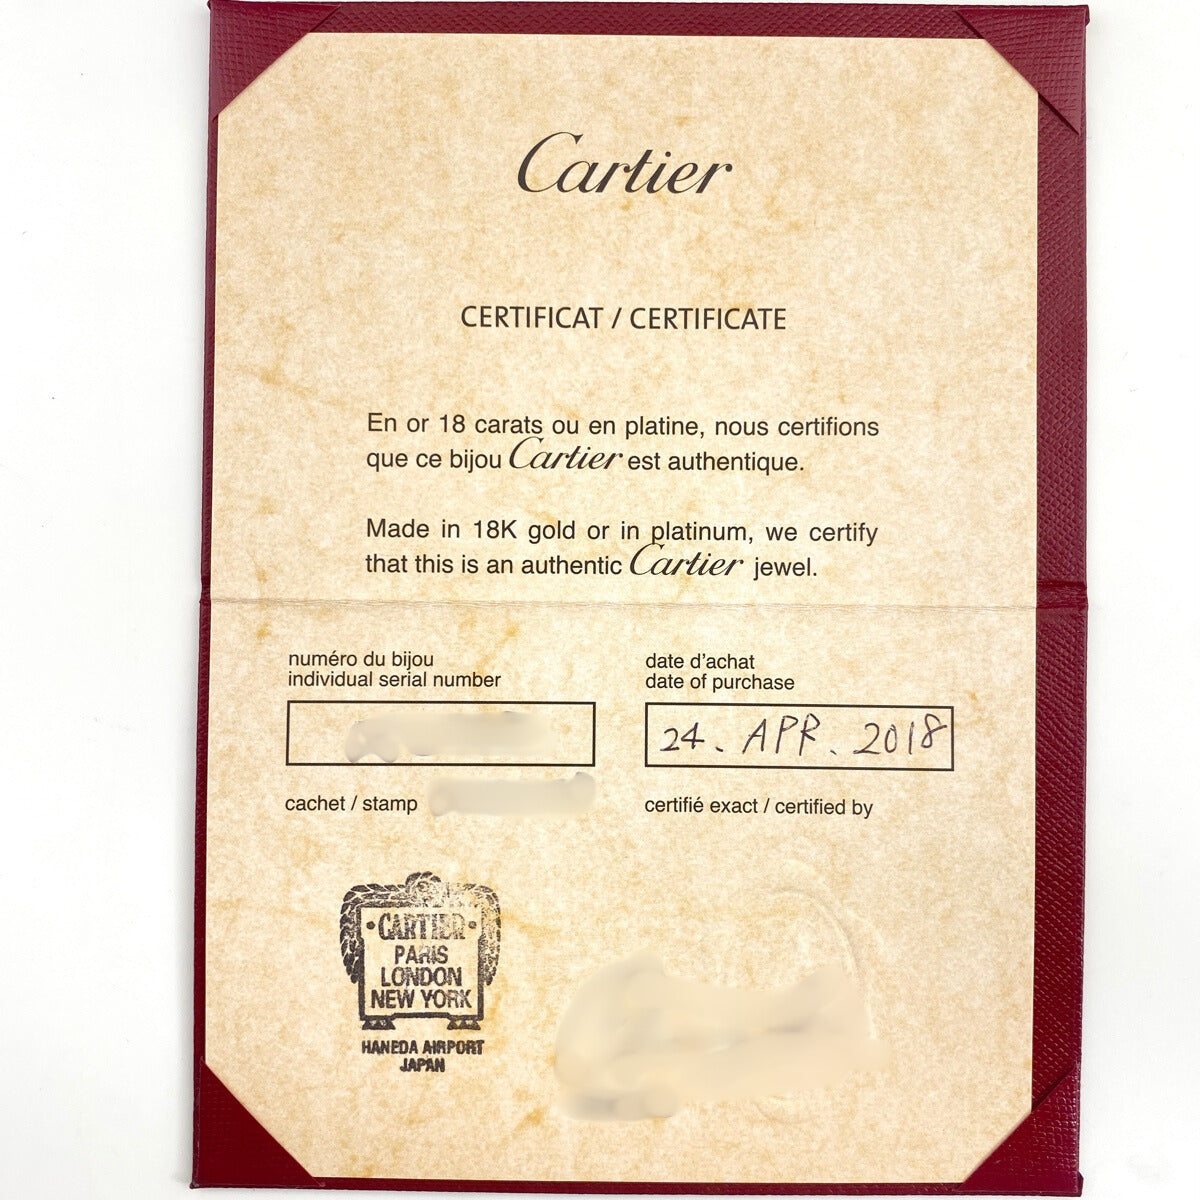 Cartier
CERTIFICAT / CERTIFICATE
En or 18 carats ou en platine, nous certifions
que ce bijou Cartier est authentique.
Made in 18K gold or in platinum, we certify
that this is an authentic Cartier jewel.
numéro du bijou
individual serial number
date d'achat
date of purchase
24. APR. 2018
cachet / stamp
certifié exact / certified by
·CARTIER·
PARIS
LONDON
NEW YORK
HANEDA AIRPORT
JAPAN